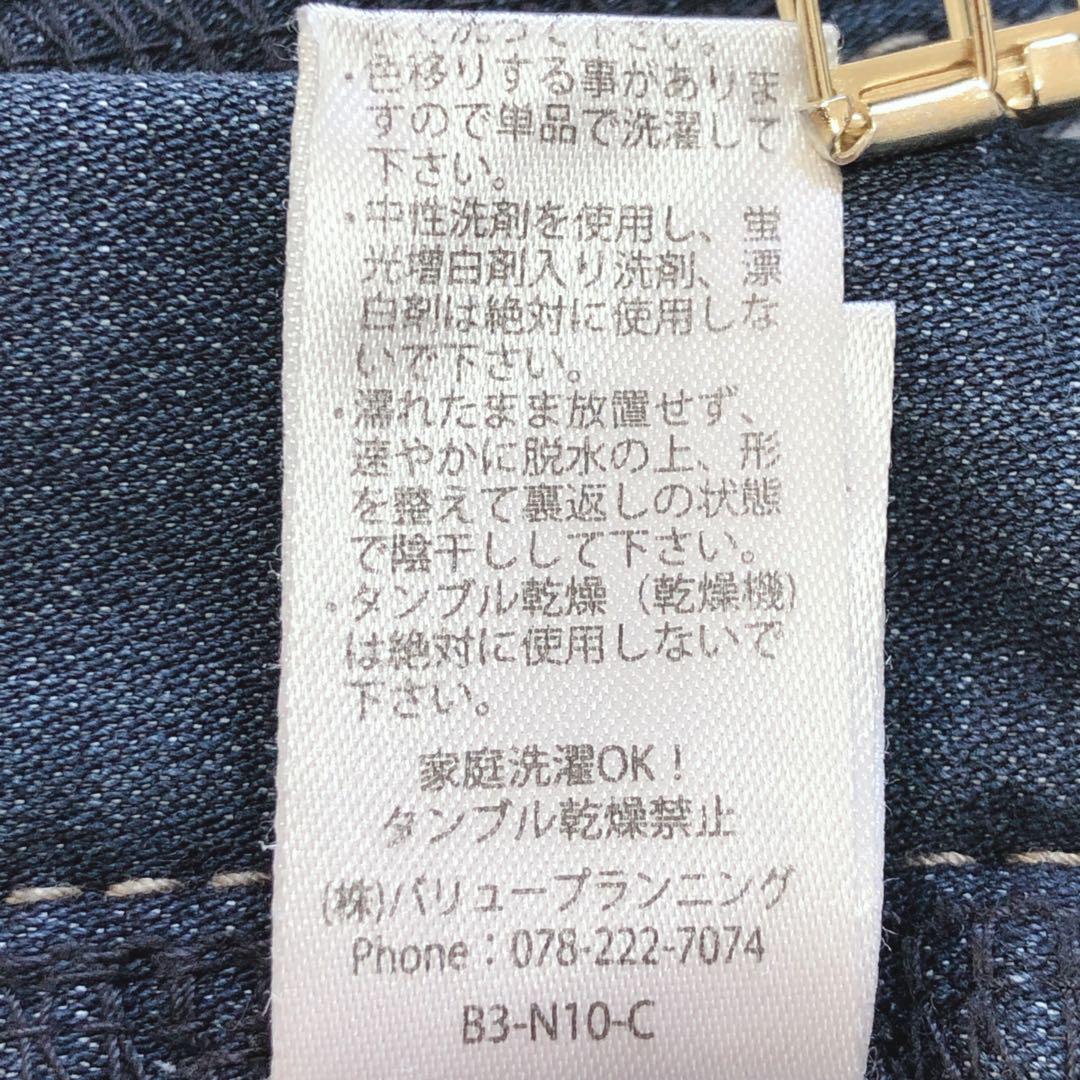 洗って下さい。
・色移りする事がありま
すので単品で洗濯して
下さい。
・中性洗剤を使用し、蛍
光増白剤入り洗剤、漂
白剤は絶対に使用しな
いで下さい。
・濡れたまま放置せず、
速やかに脱水の上、形
を整えて裏返しの状態
で陰干しして下さい。
・タンブル乾燥（乾燥機）
は絶対に使用しないで
下さい。
家庭洗濯OK！
タンブル乾燥禁止
(株)バリュープランニング
Phone：078-222-7074
B3-N10-C